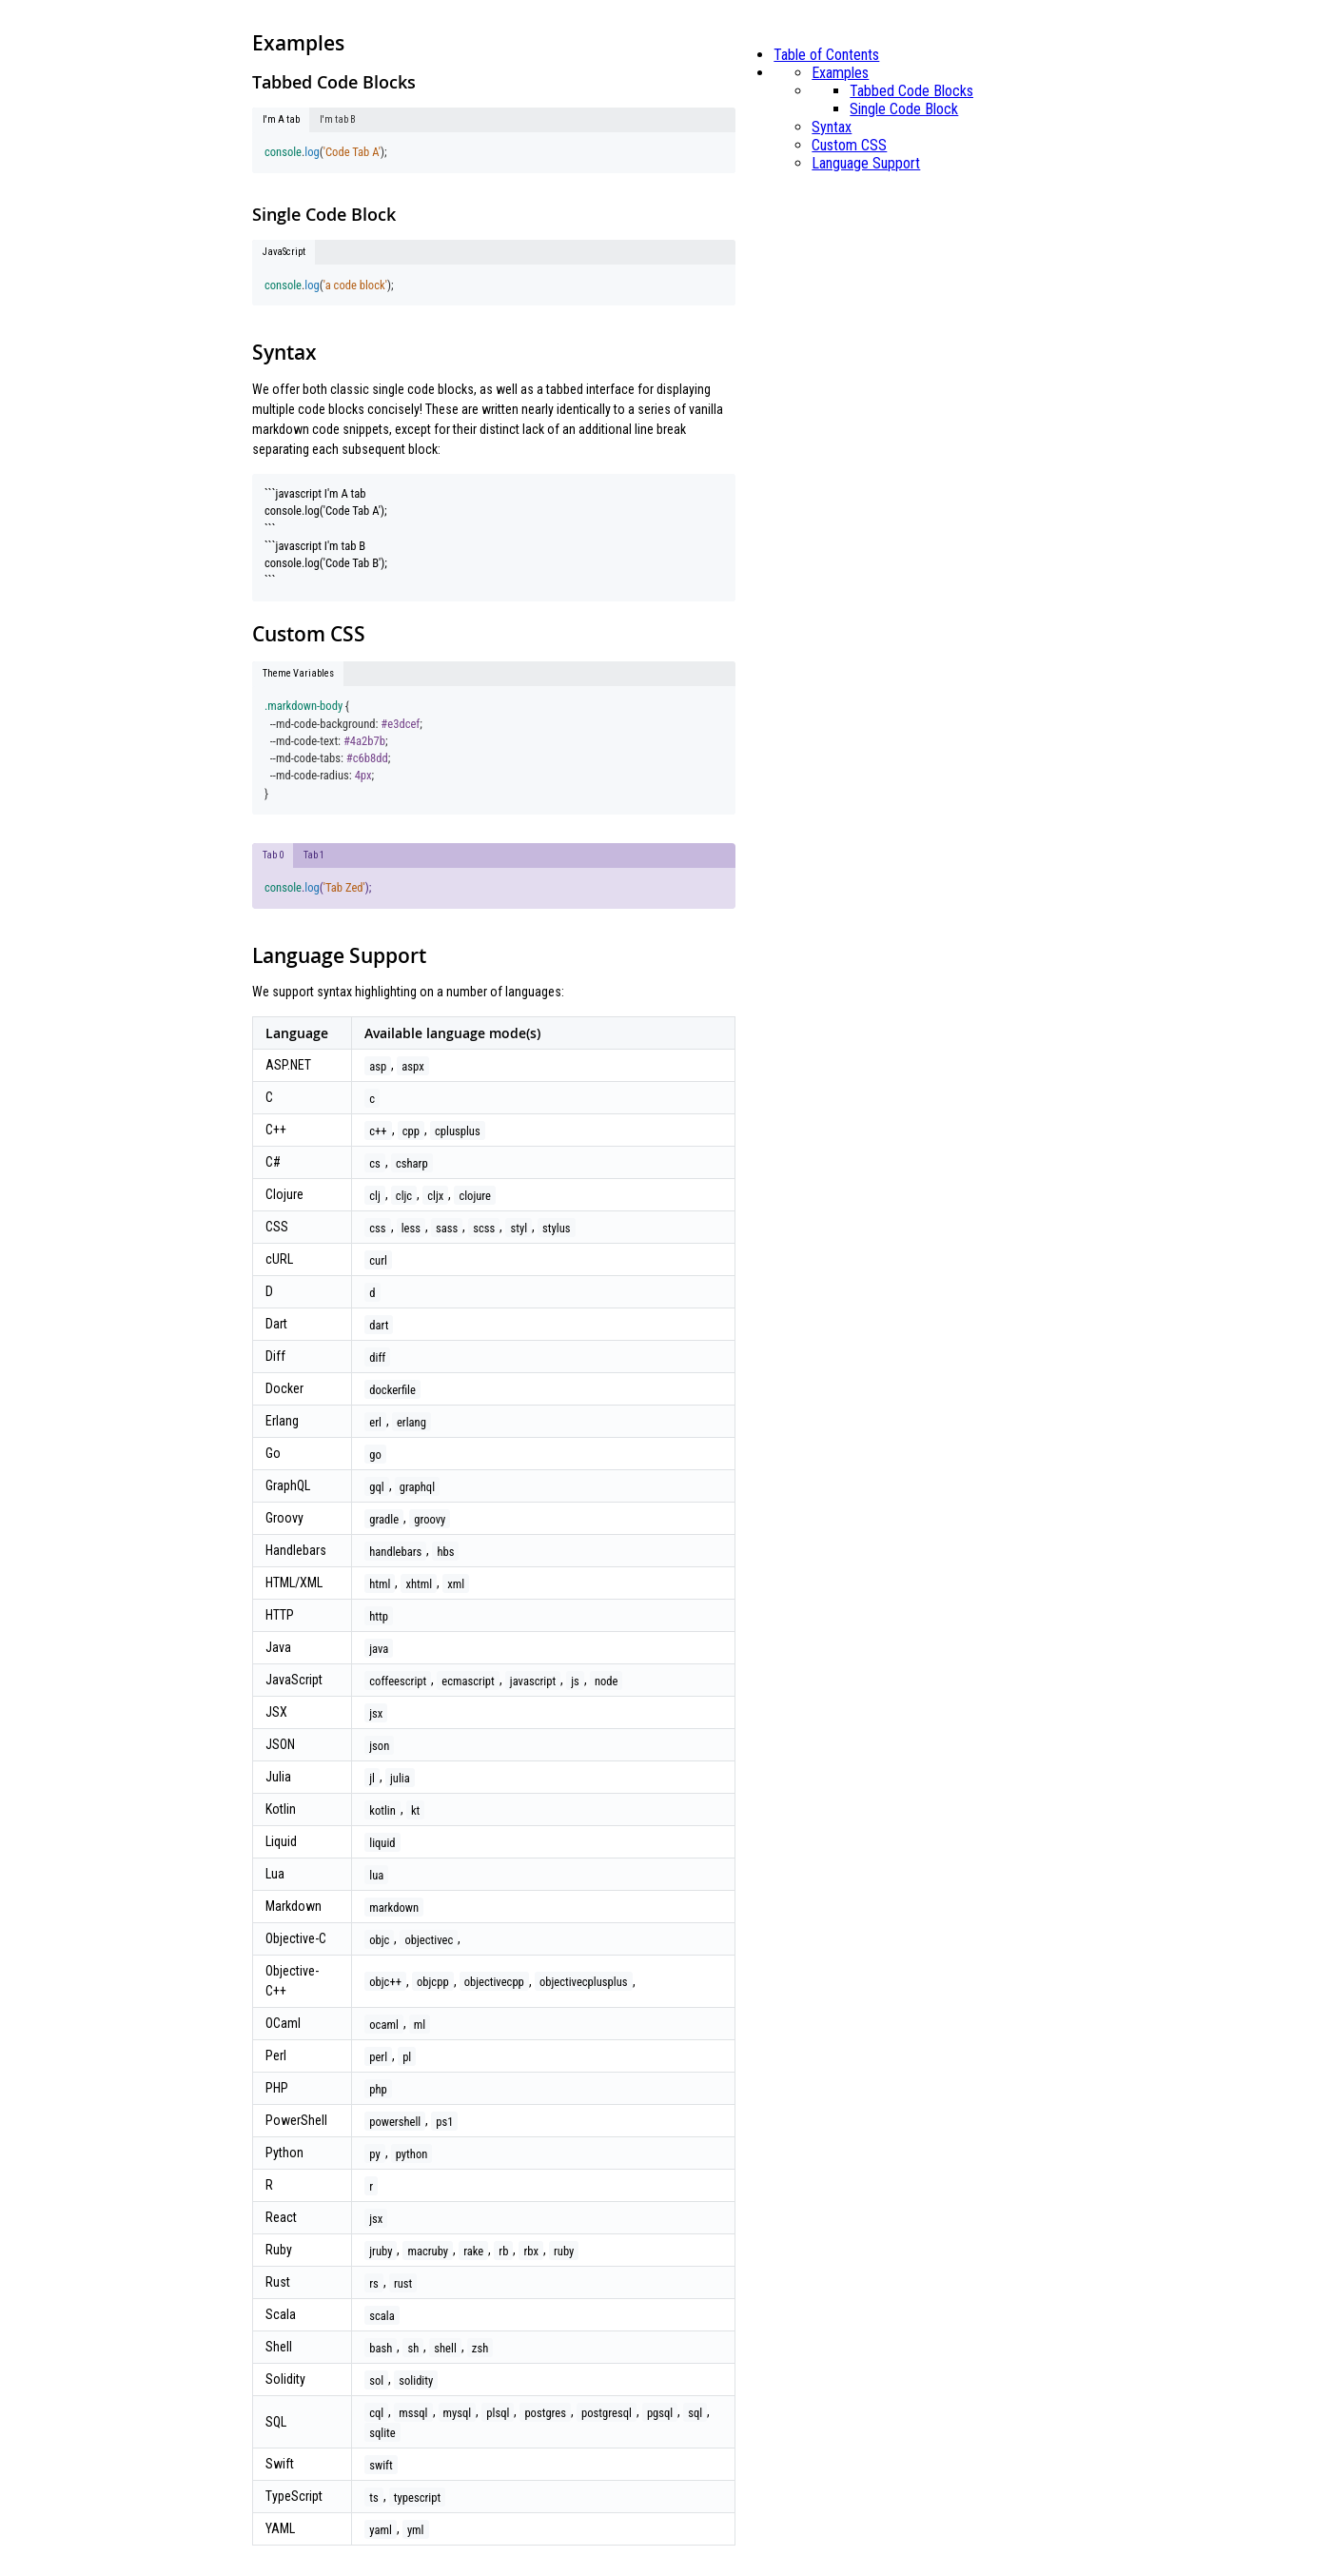 Examples
Tabbed Code Blocks
I'm A tab I'm tab B
console.log('Code Tab A');
Single Code Block
JavaScript
console.log('a code block');
Syntax
We offer both classic single code blocks, as well as a tabbed interface for displaying
multiple code blocks concisely! These are written nearly identically to a series of vanilla
markdown code snippets, except for their distinct lack of an additional line break
separating each subsequent block:
```javascript I'm A tab
console.log('Code Tab A');
```
```javascript I'm tab B
console.log('Code Tab B');
```
Custom CSS
Theme Variables
.markdown-body {
--md-code-background: #e3dcef;
--md-code-text: #4a2b7b;
--md-code-tabs: #c6b8dd;
--md-code-radius: 4px;
}
Tab 0 Tab 1
console.log('Tab Zed');
Language Support
We support syntax highlighting on a number of languages:
Language Available language mode(s)
ASP.NET asp, aspx
C c
C++ c++, cpp, cplusplus
C# cs, csharp
Clojure clj, cljc, cljx, clojure
CSS css, less, sass, scss, styl, stylus
cURL curl
D d
Dart dart
Diff diff
Docker dockerfile
Erlang erl, erlang
Go go
GraphQL gql, graphql
Groovy gradle, groovy
Handlebars handlebars, hbs
HTML/XML html, xhtml, xml
HTTP http
Java java
JavaScript coffeescript, ecmascript, javascript, js, node
JSX jsx
JSON json
Julia jl, julia
Kotlin kotlin, kt
Liquid liquid
Lua lua
Markdown markdown
Objective-C objc, objectivec,
Objective-
C++ objc++, objcpp, objectivecpp, objectivecplusplus,
OCaml ocaml, ml
Perl perl, pl
PHP php
PowerShell powershell, ps1
Python py, python
R r
React jsx
Ruby jruby, macruby, rake, rb, rbx, ruby
Rust rs, rust
Scala scala
Shell bash, sh, shell, zsh
Solidity sol, solidity
SQL cql, mssql, mysql, plsql, postgres, postgresql, pgsql, sql,
sqlite
Swift swift
TypeScript ts, typescript
YAML yaml, yml
Table of Contents
Examples
Tabbed Code Blocks
Single Code Block
Syntax
Custom CSS
Language Support